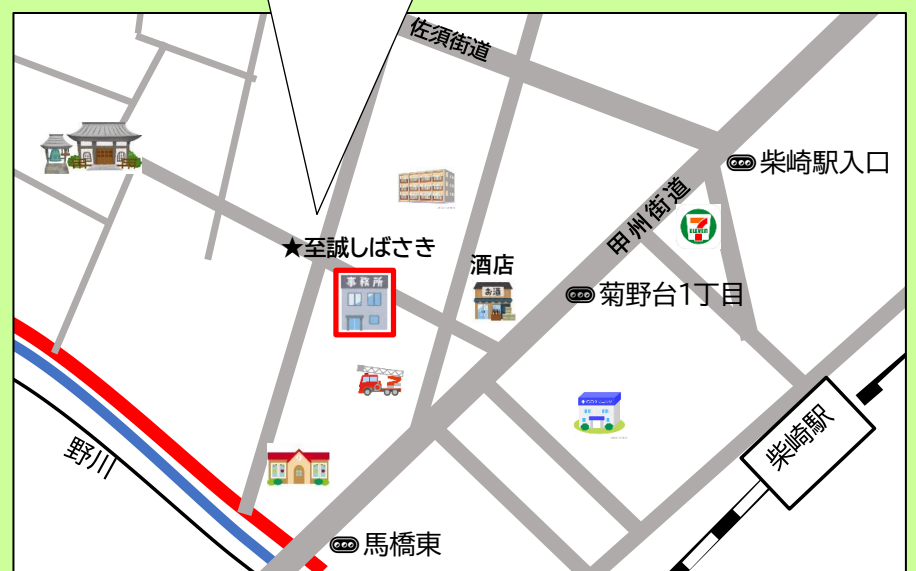 佐須街道
柴崎駅入口
甲州街道
7
ELEVEN
★至誠しばさき
事務所
酒店
お酒
菊野台1丁目
柴崎駅
野川
馬橋東